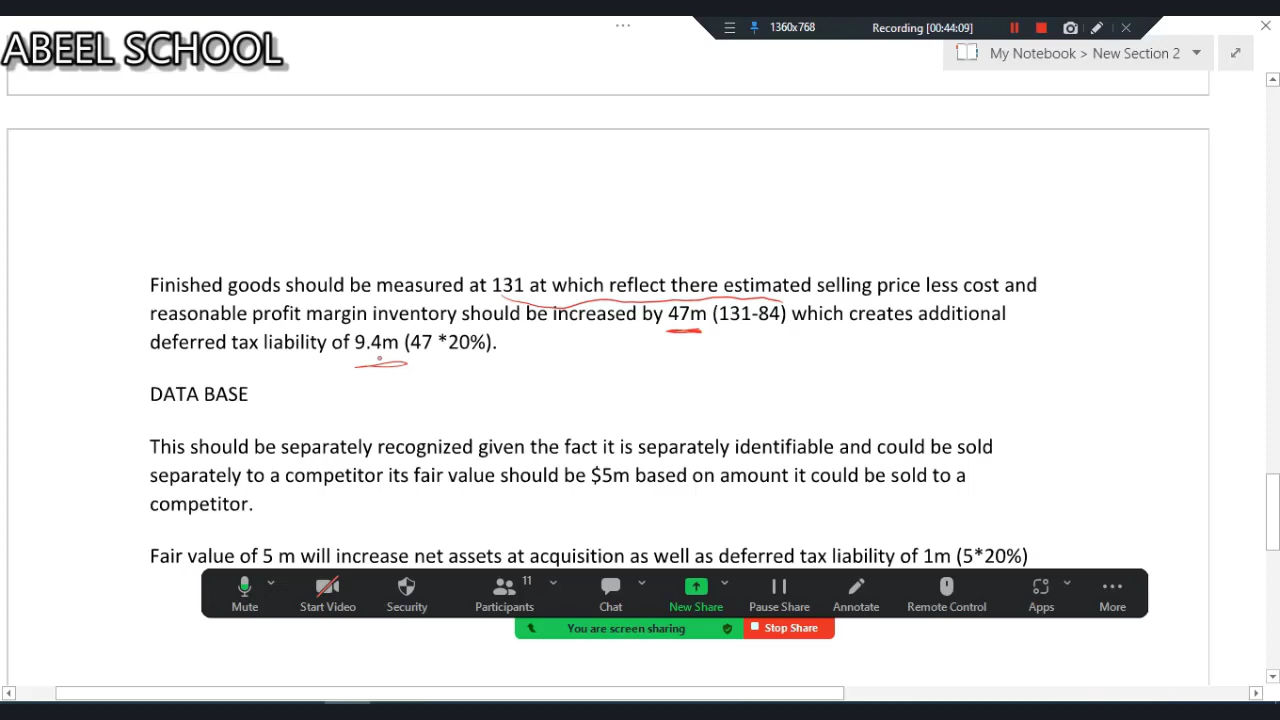 ABEEL SCHOOL
1360x768
Recording [00:44:09]
My Notebook > New Section 2
Finished goods should be measured at 131 at which reflect there estimated selling price less cost and
reasonable profit margin inventory should be increased by 47m (131-84) which creates additional
deferred tax liability of 9.4m (47 *20%).
DATA BASE
This should be separately recognized given the fact it is separately identifiable and could be sold
separately to a competitor its fair value should be $5m based on amount it could be sold to a
competitor.
Fair value of 5 m will increase net assets at acquisition as well as deferred tax liability of 1m (5*20%)
11
Mute Start Video Security Participants Chat New Share Pause Share Annotate Remote Control Apps More
You are screen sharing Stop Share